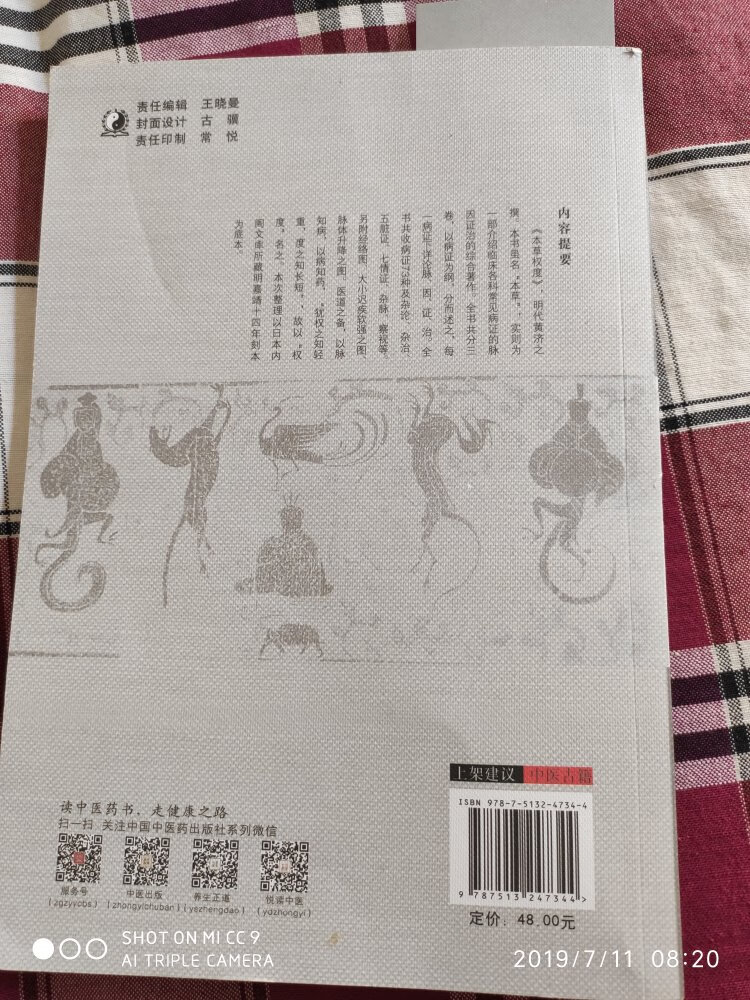 责任编辑 王晓曼
封面设计 古骥
责任印制 常悦
内容提要
《本草权度》，明代黄济之
撰。本书虽名“本草”，实则为
一部介绍临床各科常见病证的脉
因证治的综合著作。全书共分三
卷，以病证为纲，分而述之，每
一病证下详论脉、因、证、治。全
书共收病证73种及杂论、杂治、
五脏证、七情证、杂脉、察视等。
另附经络图、大小迟疾软强之图、
脉体升降之图。医道之备，以脉
知病，以病知药，“犹权之知轻
重，度之知长短”，故以“权
度”名之。本次整理以日本内
阁文库所藏明嘉靖十四年刻本
为底本。
上架建议 中医古籍
ISBN 978-7-5132-4734-4
9 787513 247344 >
定价：48.00元
读中医药书，走健康之路
扫一扫 关注中国中医药出版社系列微信
服务号 中医出版 养生正道 悦读中医
(zgzyycbs) (zhongyichuban) (yszhengdao) (ydzhongyi)
SHOT ON MI CC 9
AI TRIPLE CAMERA
2019/7/11 08:20